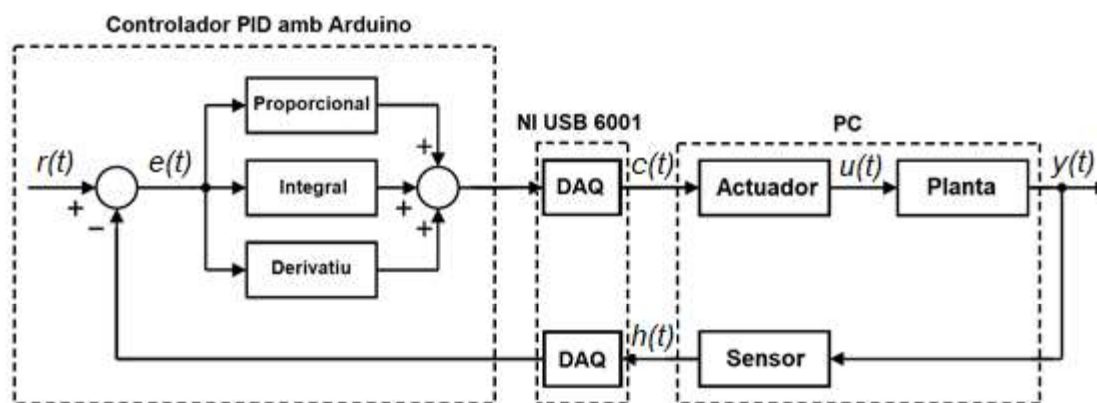 Controlador PID amb Arduino
NI USB 6001
PC
r(t)
+
−
e(t)
Proporcional
Integral
Derivatiu
+
+
+
DAQ
c(t)
Actuador
u(t)
Planta
y(t)
DAQ
h(t)
Sensor